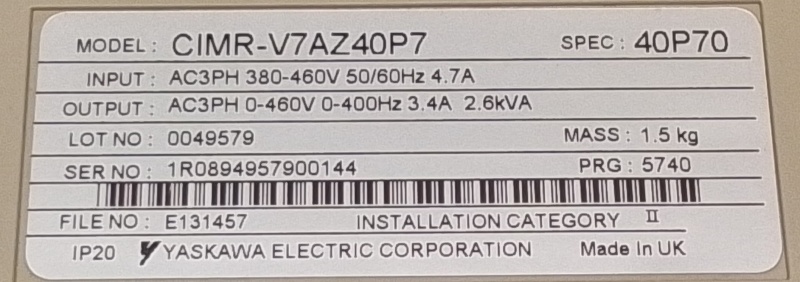 MODEL : CIMR-V7AZ40P7 SPEC : 40P70
INPUT : AC3PH 380-460V 50/60Hz 4.7A
OUTPUT : AC3PH 0-460V 0-400Hz 3.4A 2.6kVA
LOT NO : 0049579 MASS : 1.5 kg
SER NO : 1R0894957900144 PRG : 5740
FILE NO : E131457 INSTALLATION CATEGORY II
IP20 YASKAWA ELECTRIC CORPORATION Made In UK